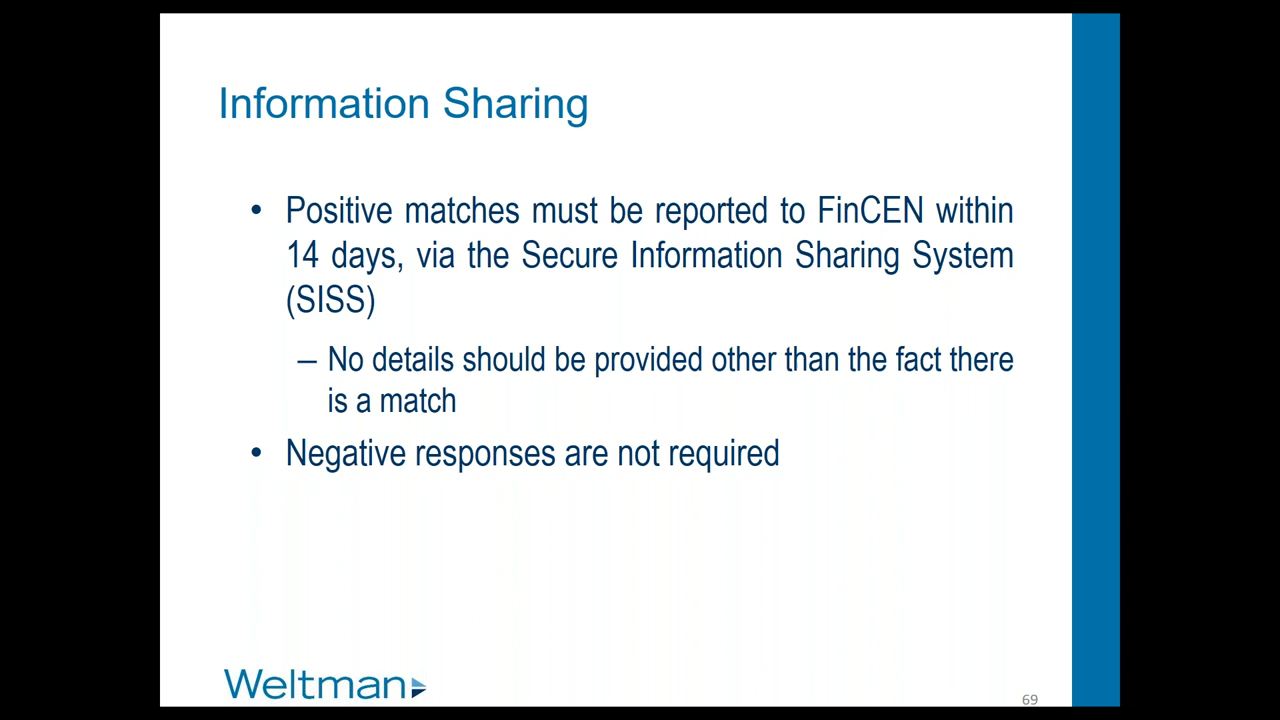 Information Sharing
• Positive matches must be reported to FinCEN within
14 days, via the Secure Information Sharing System
(SISS)
– No details should be provided other than the fact there
is a match
• Negative responses are not required
Weltman
69